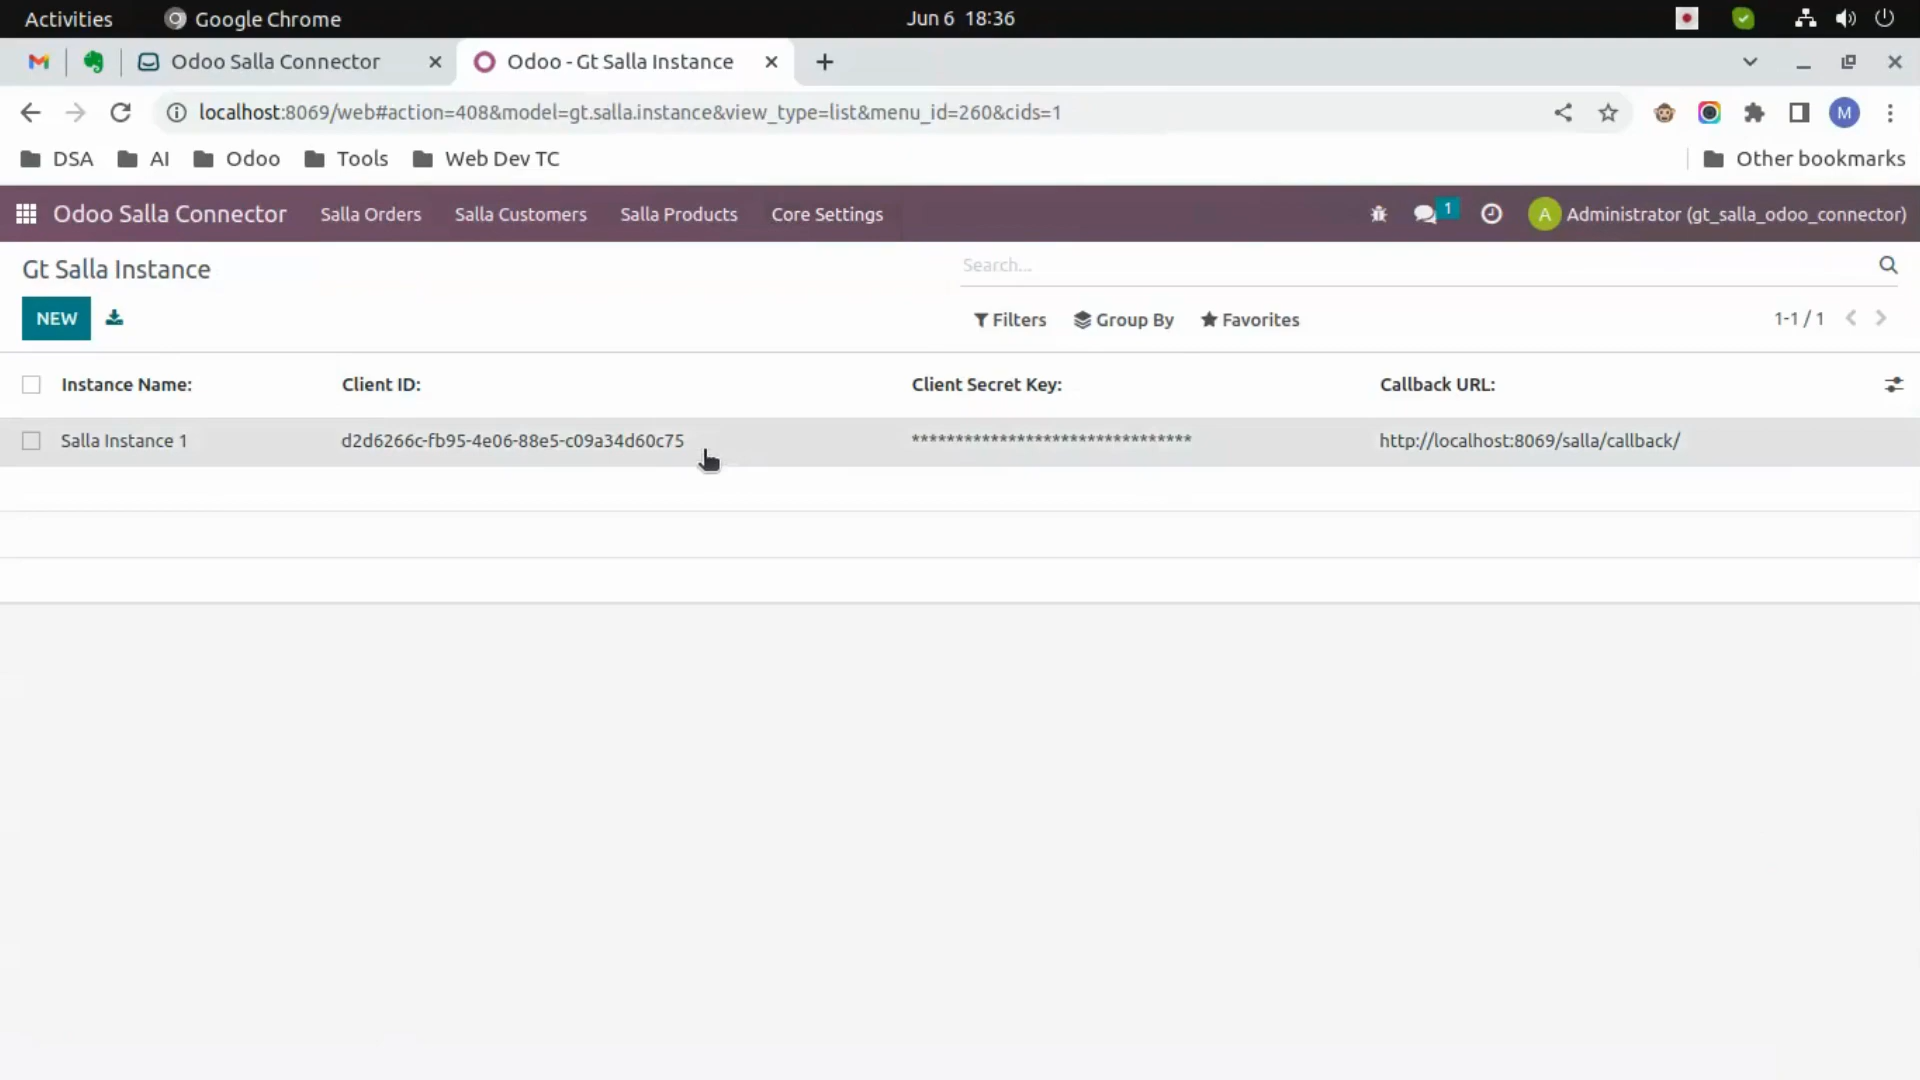 Activities Google Chrome Jun 6 18:36
Odoo Salla Connector Odoo - Gt Salla Instance
localhost:8069/web#action=408&model=gt.salla.instance&view_type=list&menu_id=260&cids=1 M
DSA AI Odoo Tools Web Dev TC Other bookmarks
Odoo Salla Connector Salla Orders Salla Customers Salla Products Core Settings 1 A Administrator (gt_salla_odoo_connector)
Gt Salla Instance Search...
NEW Filters Group By Favorites 1-1 / 1
Instance Name: Client ID: Client Secret Key: Callback URL:
Salla Instance 1 d2d6266c-fb95-4e06-88e5-c09a34d60c75 ******************************** http://localhost:8069/salla/callback/